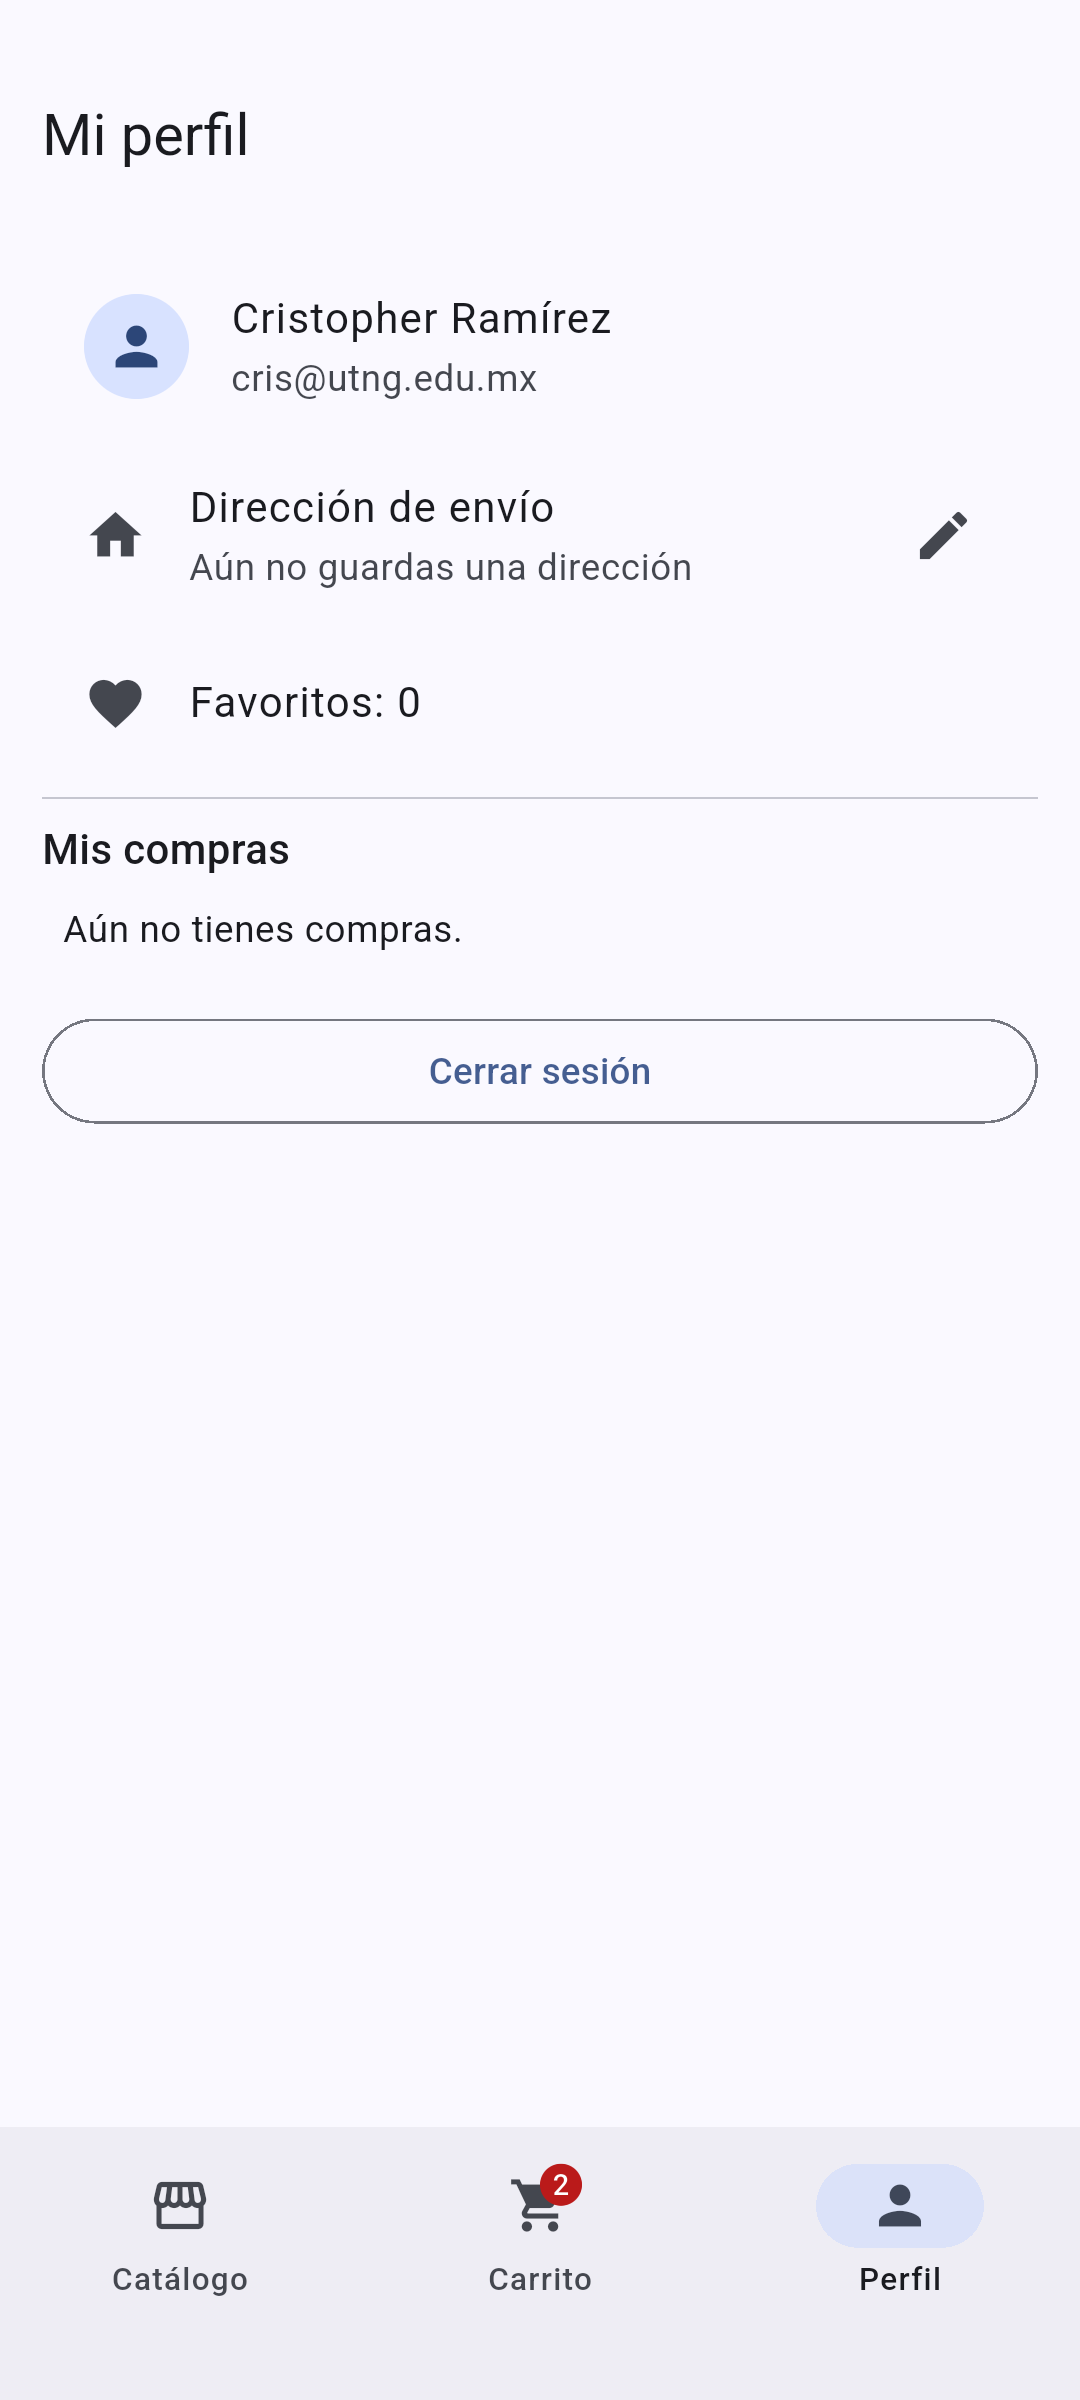 Mi perfil
Cristopher Ramírez
cris@utng.edu.mx
Dirección de envío
Aún no guardas una dirección
Favoritos: 0
Mis compras
Aún no tienes compras.
Cerrar sesión
2
Catálogo
Carrito
Perfil